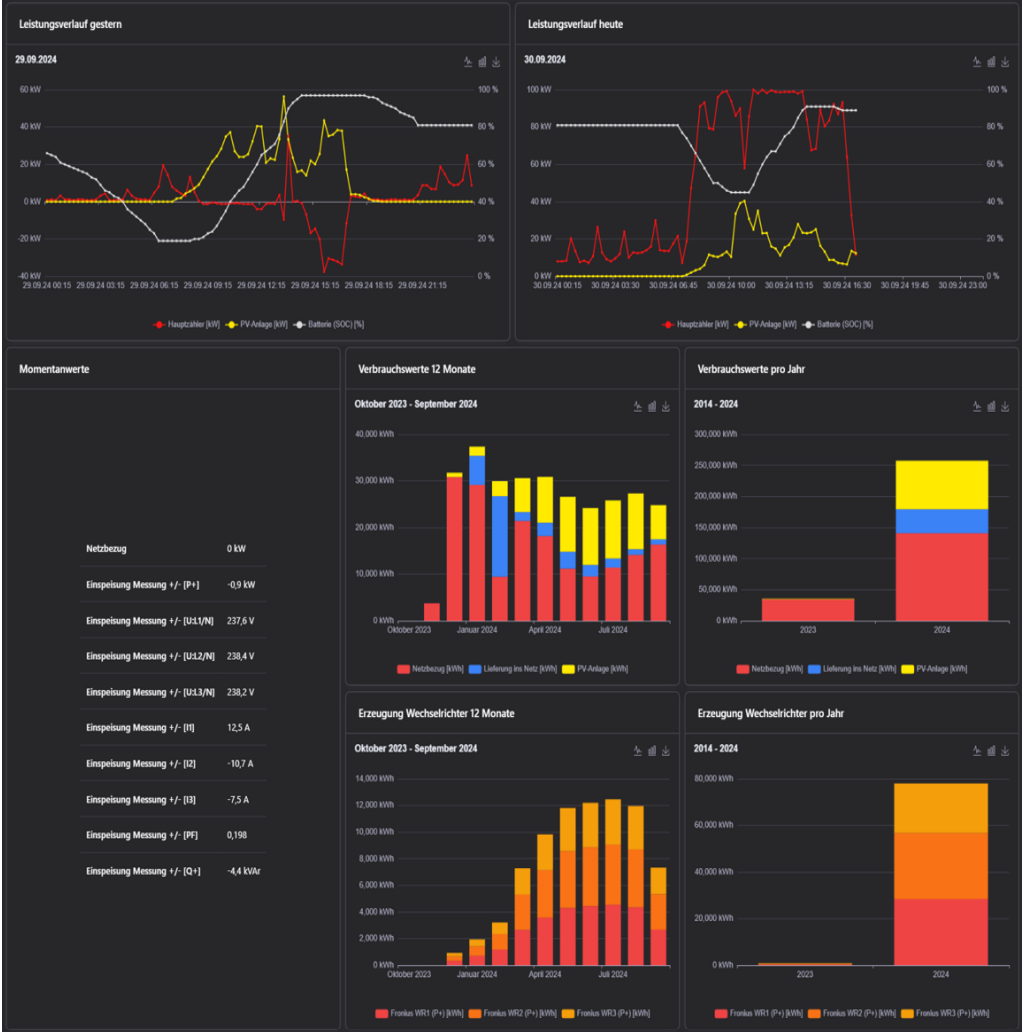 Leistungsverlauf gestern
29.09.2024
60 kW
40 kW
20 kW
0 kW
-20 kW
-40 kW
100 %
80 %
60 %
40 %
20 %
0 %
29.09.24 00:15 29.09.24 03:15 29.09.24 06:15 29.09.24 09:15 29.09.24 12:15 29.09.24 15:15 29.09.24 18:15 29.09.24 21:15
Hauptzähler [kW] PV-Anlage [kW] Batterie (SOC) [%]
Leistungsverlauf heute
30.09.2024
100 kW
80 kW
60 kW
40 kW
20 kW
0 kW
100 %
80 %
60 %
40 %
20 %
0 %
30.09.24 00:15 30.09.24 03:30 30.09.24 06:45 30.09.24 10:00 30.09.24 13:15 30.09.24 16:30 30.09.24 19:45 30.09.24 23:00
Hauptzähler [kW] PV-Anlage [kW] Batterie (SOC) [%]
Momentanwerte
Netzbezug 0 kW
Einspeisung Messung +/- [P+] -0,9 kW
Einspeisung Messung +/- [U:L1/N] 237,6 V
Einspeisung Messung +/- [U:L2/N] 238,4 V
Einspeisung Messung +/- [U:L3/N] 238,2 V
Einspeisung Messung +/- [I1] 12,5 A
Einspeisung Messung +/- [I2] -10,7 A
Einspeisung Messung +/- [I3] -7,5 A
Einspeisung Messung +/- [PF] 0,198
Einspeisung Messung +/- [Q+] -4,4 kVAr
Verbrauchswerte 12 Monate
Oktober 2023 - September 2024
40,000 kWh
30,000 kWh
20,000 kWh
10,000 kWh
0 kWh
Oktober 2023 Januar 2024 April 2024 Juli 2024
Netzbezug [kWh] Lieferung ins Netz [kWh] PV-Anlage [kWh]
Verbrauchswerte pro Jahr
2014 - 2024
300,000 kWh
250,000 kWh
200,000 kWh
150,000 kWh
100,000 kWh
50,000 kWh
0 kWh
2023 2024
Netzbezug [kWh] Lieferung ins Netz [kWh] PV-Anlage [kWh]
Erzeugung Wechselrichter 12 Monate
Oktober 2023 - September 2024
14,000 kWh
12,000 kWh
10,000 kWh
8,000 kWh
6,000 kWh
4,000 kWh
2,000 kWh
0 kWh
Oktober 2023 Januar 2024 April 2024 Juli 2024
Fronius WR1 (P+) [kWh] Fronius WR2 (P+) [kWh] Fronius WR3 (P+) [kWh]
Erzeugung Wechselrichter pro Jahr
2014 - 2024
80,000 kWh
60,000 kWh
40,000 kWh
20,000 kWh
0 kWh
2023 2024
Fronius WR1 (P+) [kWh] Fronius WR2 (P+) [kWh] Fronius WR3 (P+) [kWh]